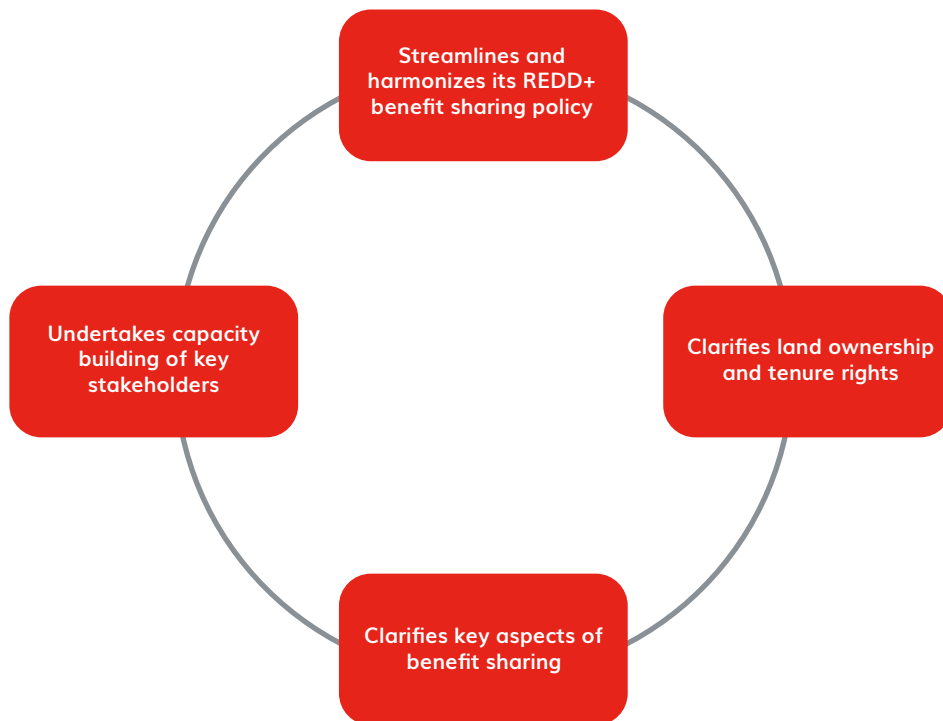 Streamlines and
harmonizes its REDD+
benefit sharing policy
Undertakes capacity
building of key
stakeholders
Clarifies land ownership
and tenure rights
Clarifies key aspects of
benefit sharing